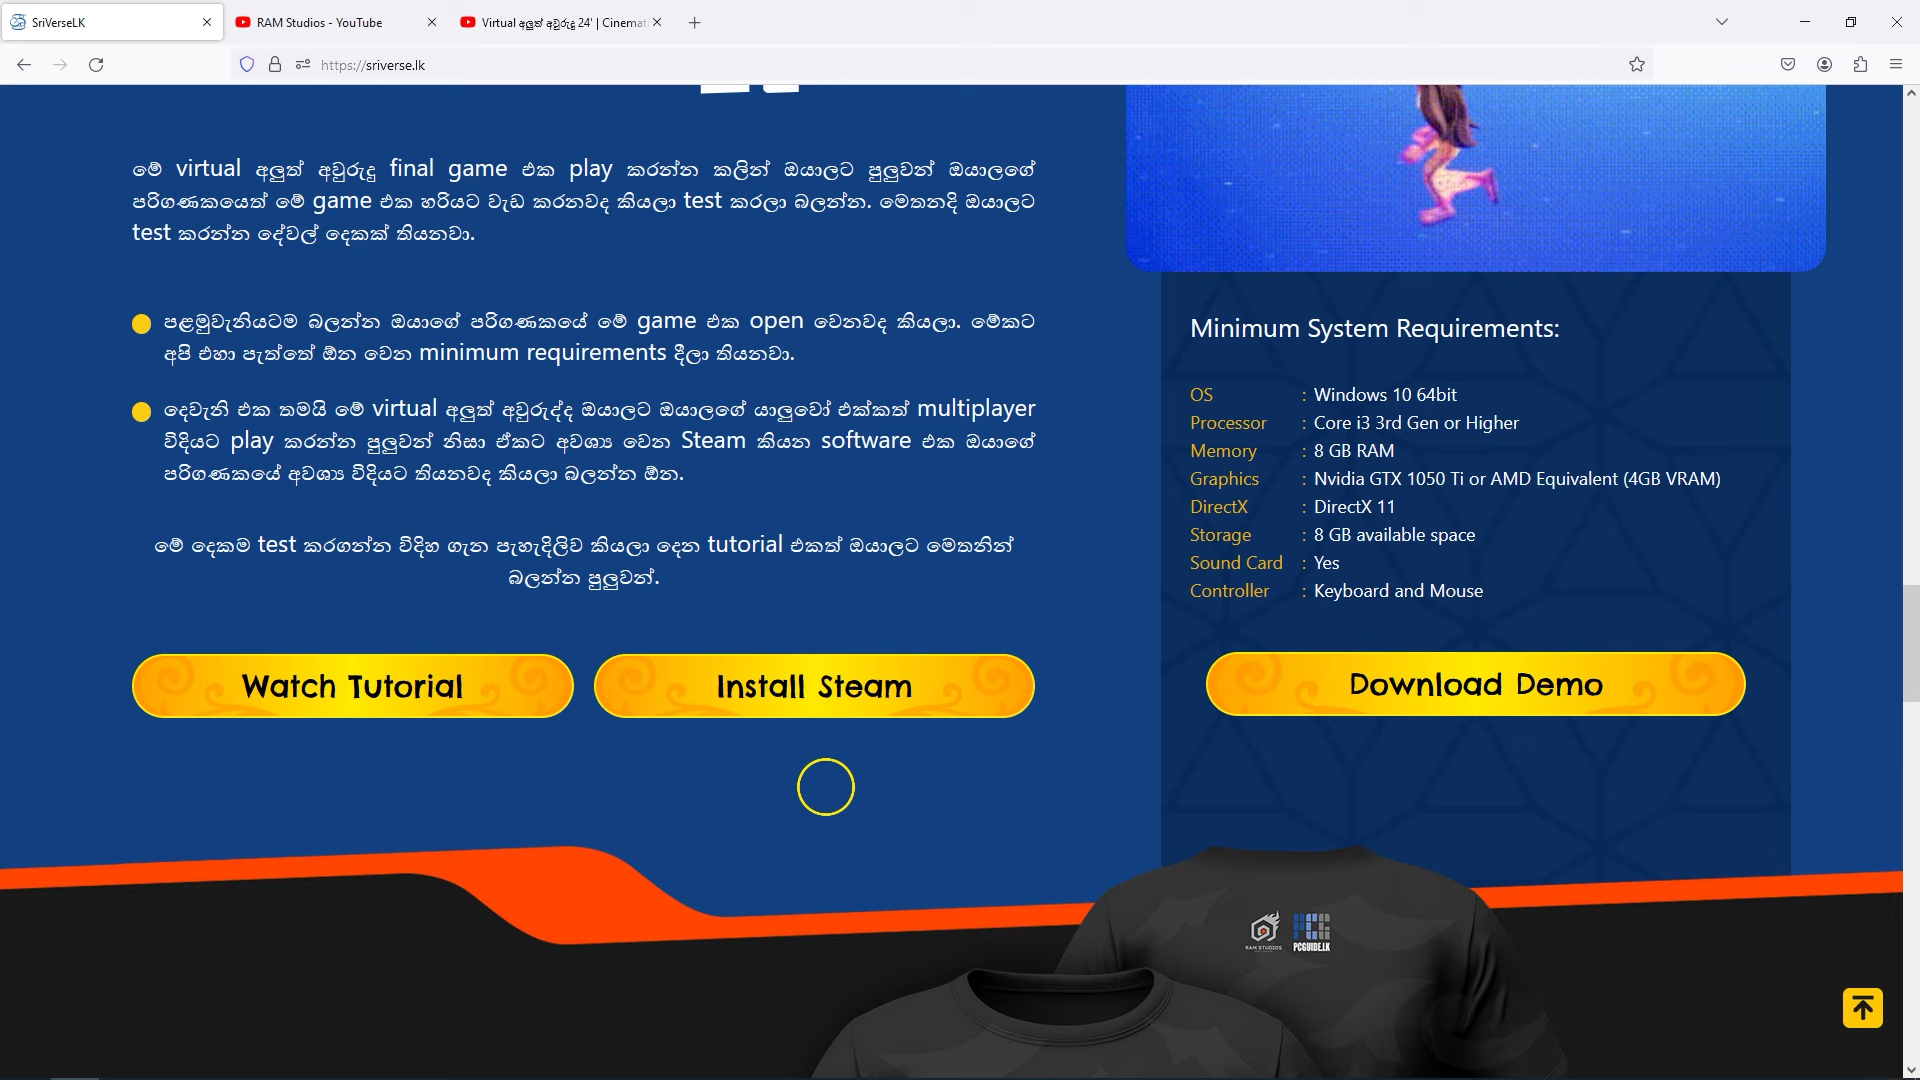 SriVerseLK
RAM Studios - YouTube
Virtual අලුත් අවුරුදු 24' | Cinemat
https://sriverse.lk
මේ virtual අලුත් අවුරුදු final game එක play කරන්න කලින් ඔයාලට පුලුවන් ඔයාලගේ
පරිගණකයෙත් මේ game එක හරියට වැඩ කරනවද කියලා test කරලා බලන්න. මෙතනදි ඔයාලට
test කරන්න දේවල් දෙකක් තියනවා.
පළමුවැනියටම බලන්න ඔයාගේ පරිගණකයේ මේ game එක open වෙනවද කියලා. මේකට
අපි එහා පැත්තේ ඕන වෙන minimum requirements දීලා තියනවා.
දෙවැනි එක තමයි මේ virtual අලුත් අවුරුද්ද ඔයාලට ඔයාලගේ යාලුවෝ එක්කත් multiplayer
විදියට play කරන්න පුලුවන් නිසා ඒකට අවශ්‍ය වෙන Steam කියන software එක ඔයාගේ
පරිගණකයේ අවශ්‍ය විදියට තියනවද කියලා බලන්න ඕන.
මේ දෙකම test කරගන්න විදිහ ගැන පැහැදිලිව කියලා දෙන tutorial එකත් ඔයාලට මෙතනින්
බලන්න පුලුවන්.
Watch Tutorial
Install Steam
Minimum System Requirements:
OS : Windows 10 64bit
Processor : Core i3 3rd Gen or Higher
Memory : 8 GB RAM
Graphics : Nvidia GTX 1050 Ti or AMD Equivalent (4GB VRAM)
DirectX : DirectX 11
Storage : 8 GB available space
Sound Card : Yes
Controller : Keyboard and Mouse
Download Demo
RAM STUDIOS
PCGUIDE.LK